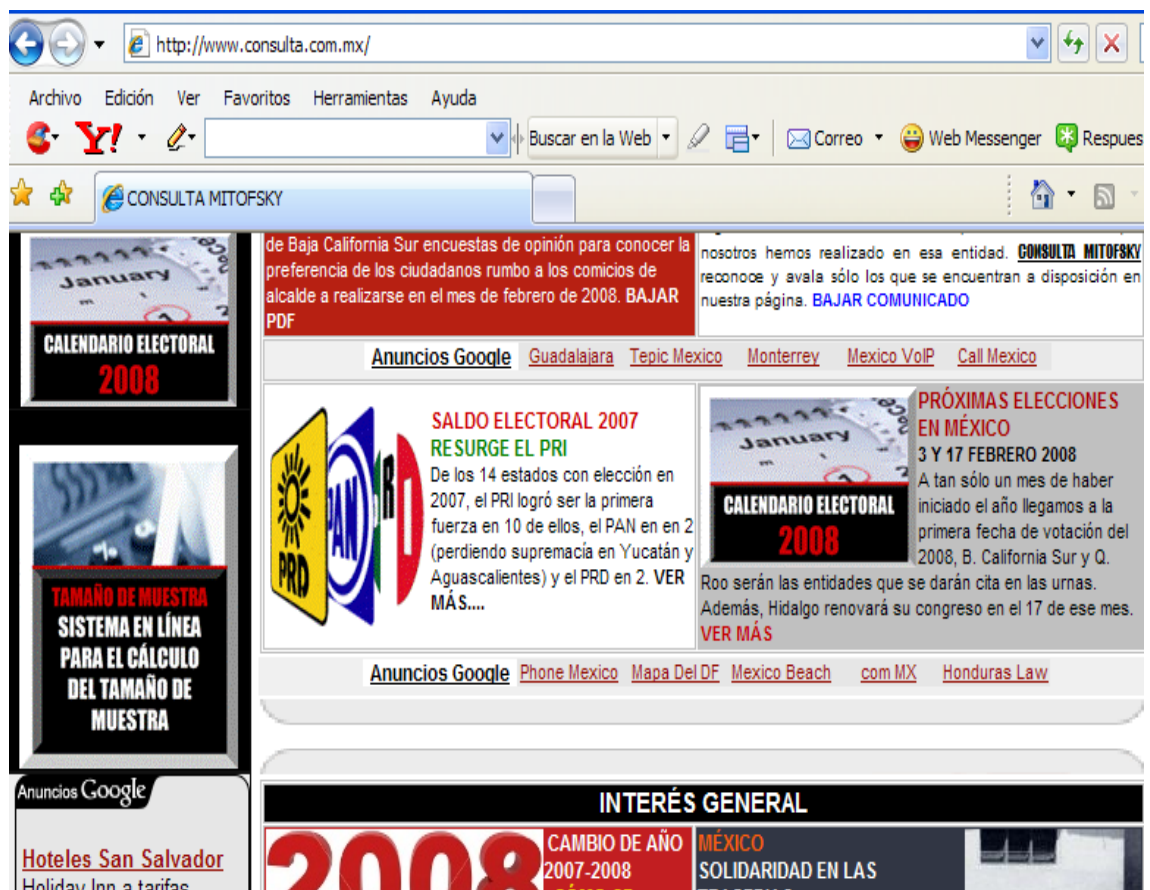 http://www.consulta.com.mx/
Archivo Edición Ver Favoritos Herramientas Ayuda
Y! Buscar en la Web Correo Web Messenger Respues
CONSULTA MITOFSKY
January
CALENDARIO ELECTORAL
2008
de Baja California Sur encuestas de opinión para conocer la
preferencia de los ciudadanos rumbo a los comicios de
alcalde a realizarse en el mes de febrero de 2008. BAJAR
PDF
nosotros hemos realizado en esa entidad. CONSULTA MITOFSKY
reconoce y avala sólo los que se encuentran a disposición en
nuestra página. BAJAR COMUNICADO
Anuncios Google Guadalajara Tepic Mexico Monterrey Mexico VoIP Call Mexico
PRD PAN PRI
SALDO ELECTORAL 2007
RESURGE EL PRI
De los 14 estados con elección en
2007, el PRI logró ser la primera
fuerza en 10 de ellos, el PAN en en 2
(perdiendo supremacía en Yucatán y
Aguascalientes) y el PRD en 2. VER
MÁS....
January
CALENDARIO ELECTORAL
2008
PRÓXIMAS ELECCIONES
EN MÉXICO
3 Y 17 FEBRERO 2008
A tan sólo un mes de haber
iniciado el año llegamos a la
primera fecha de votación del
2008, B. California Sur y Q.
Roo serán las entidades que se darán cita en las urnas.
Además, Hidalgo renovará su congreso en el 17 de ese mes.
VER MÁS
TAMAÑO DE MUESTRA
SISTEMA EN LÍNEA
PARA EL CÁLCULO
DEL TAMAÑO DE
MUESTRA
Anuncios Google Phone Mexico Mapa Del DF Mexico Beach com MX Honduras Law
Anuncios Google
Hoteles San Salvador
Holiday Inn a tarifas
INTERÉS GENERAL
2008
CAMBIO DE AÑO
2007-2008
MÉXICO
SOLIDARIDAD EN LAS